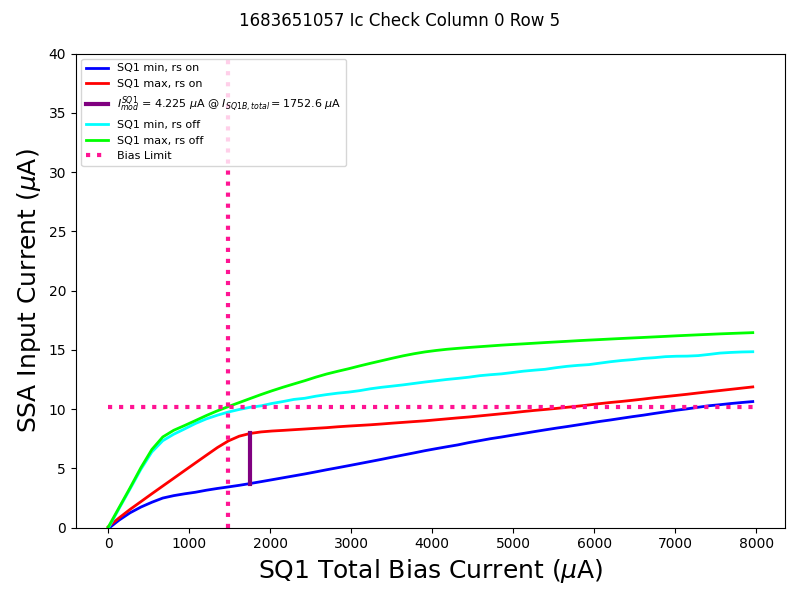 1683651057 Ic Check Column 0 Row 5
SSA Input Current (μA)
40
35
30
25
20
15
10
5
0
SQ1 min, rs on
SQ1 max, rs on
I_mod^SQ1 = 4.225 μA @ I_SQ1B,total = 1752.6 μA
SQ1 min, rs off
SQ1 max, rs off
Bias Limit
0 1000 2000 3000 4000 5000 6000 7000 8000
SQ1 Total Bias Current (μA)